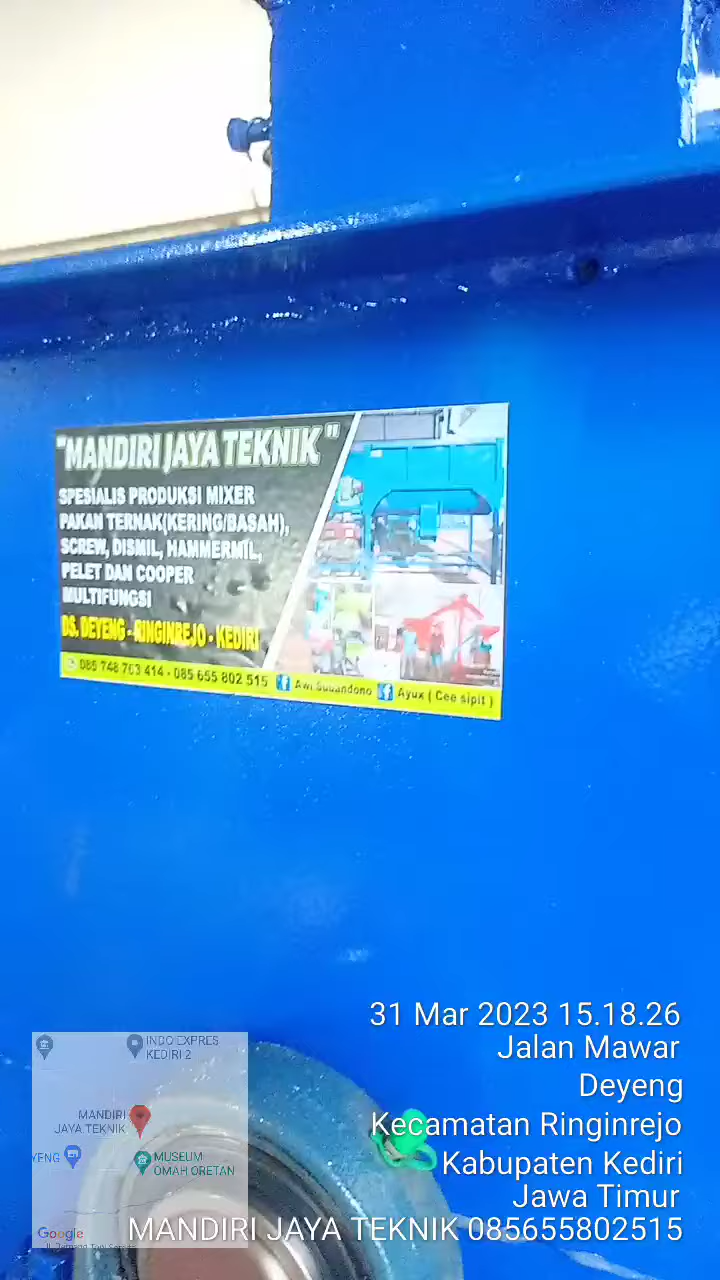 "MANDIRI JAYA TEKNIK"
SPESIALIS PRODUKSI MIXER
PAKAN TERNAK(KERING/BASAH),
SCREW, DISMIL, HAMMERMIL,
PELET DAN COOPER
MULTIFUNGSI
DS. DEYENG - RINGINREJO - KEDIRI
085 748 763 414 - 085 655 802 515 Awi Ayux ( Cee sipit )
31 Mar 2023 15.18.26
Jalan Mawar
Deyeng
Kecamatan Ringinrejo
Kabupaten Kediri
Jawa Timur
MANDIRI JAYA TEKNIK 085655802515
INDO EXPRES
KEDIRI 2
MANDIRI
JAYA TEKNIK
YENG
MUSEUM
OMAH ORETAN
Google